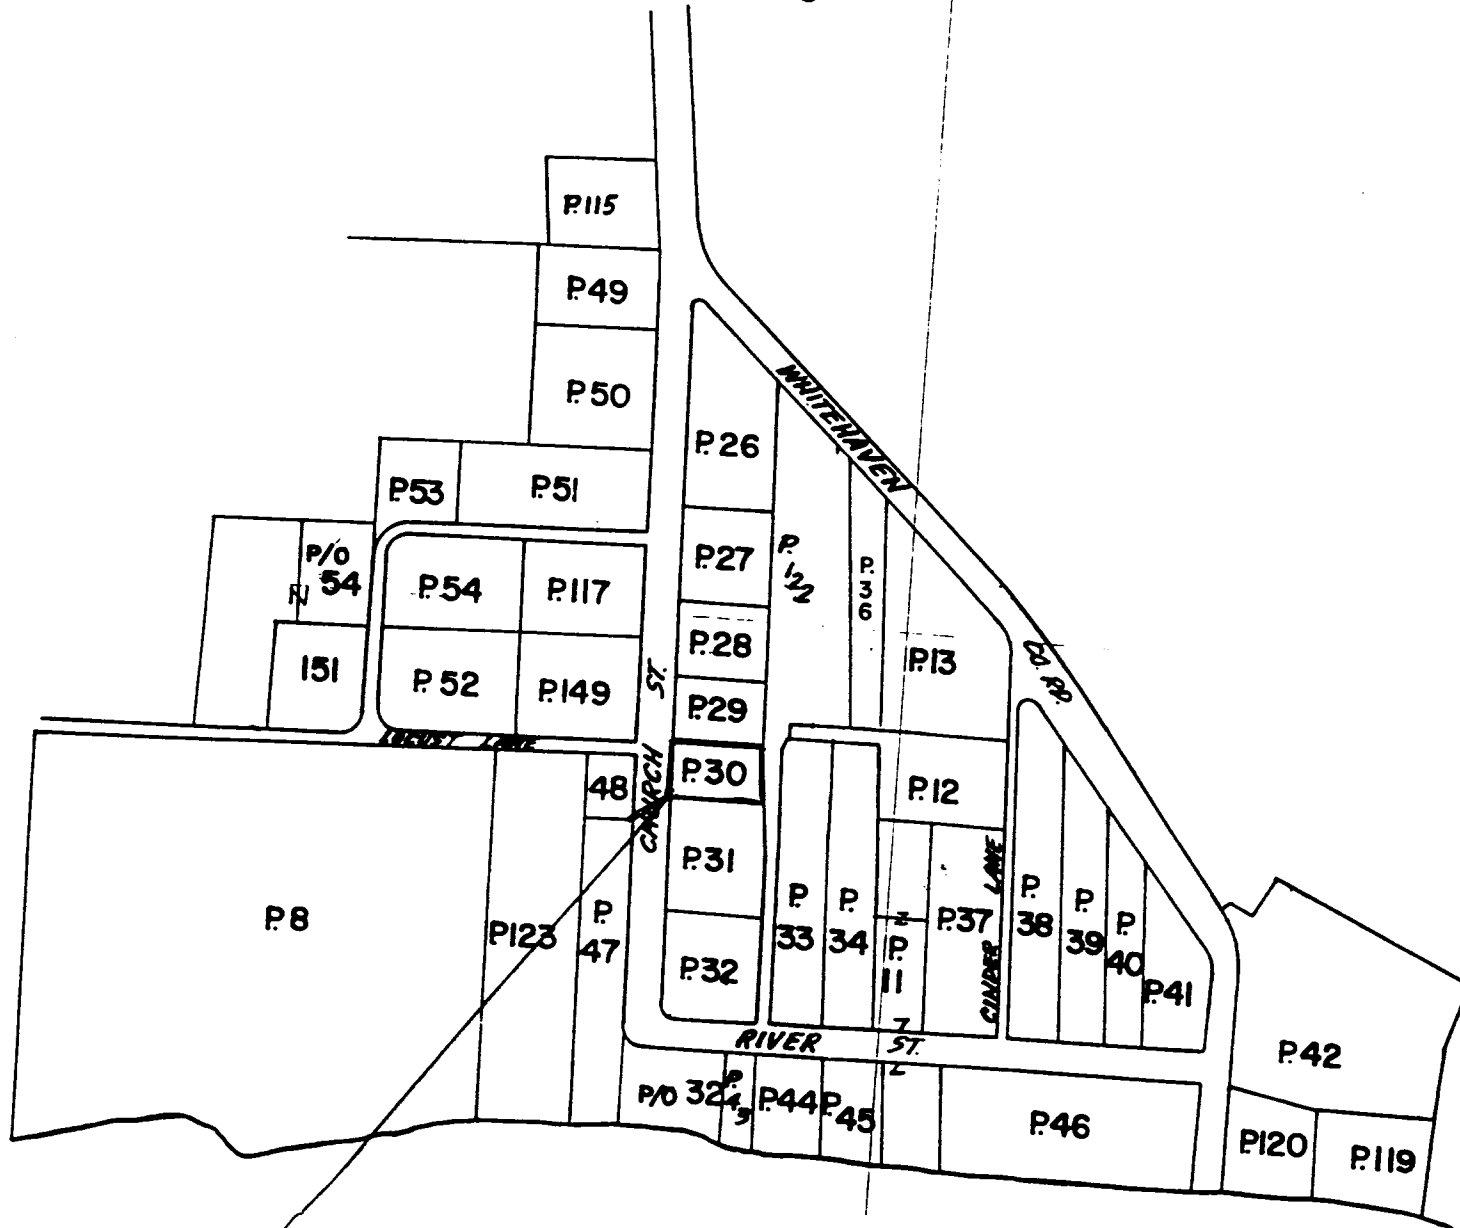 P.115
P.49
P.50
WHITEHAVEN
CO. RD.
P.26
P.53
P.51
P/O
54
N
P.54
P.117
P.27
P.
122
P.
3
6
P.28
P.13
151
P.52
P.149
CHURCH ST.
P.29
LOCUST LANE
48
P.30
P.12
P.31
CINDER LANE
P.8
P.123
P.
47
P.32
P.
33
P.
34
P.
11
P.37
P.
38
P.
39
P.
40
P.41
RIVER ST.
P.42
P/O 32
P.
43
P.44
P.
45
P.46
P.120
P.119